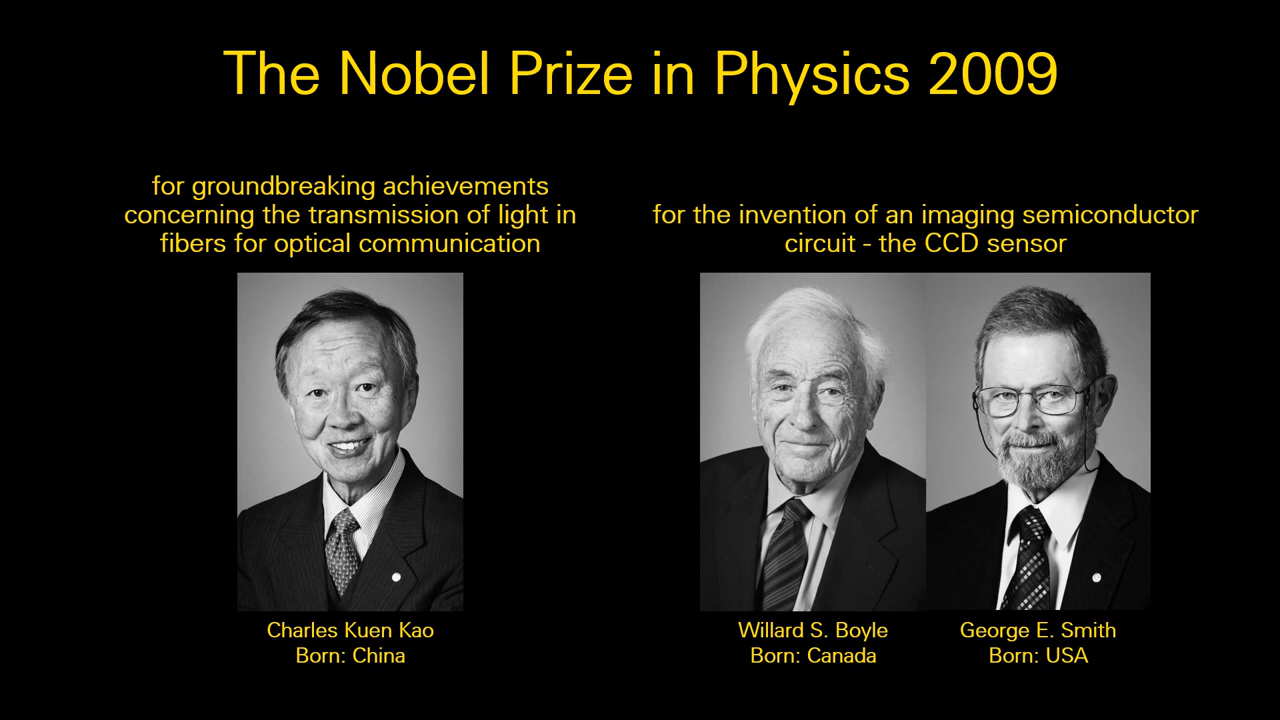 The Nobel Prize in Physics 2009
for groundbreaking achievements
concerning the transmission of light in
fibers for optical communication
for the invention of an imaging semiconductor
circuit - the CCD sensor
Charles Kuen Kao
Born: China
Willard S. Boyle
Born: Canada
George E. Smith
Born: USA